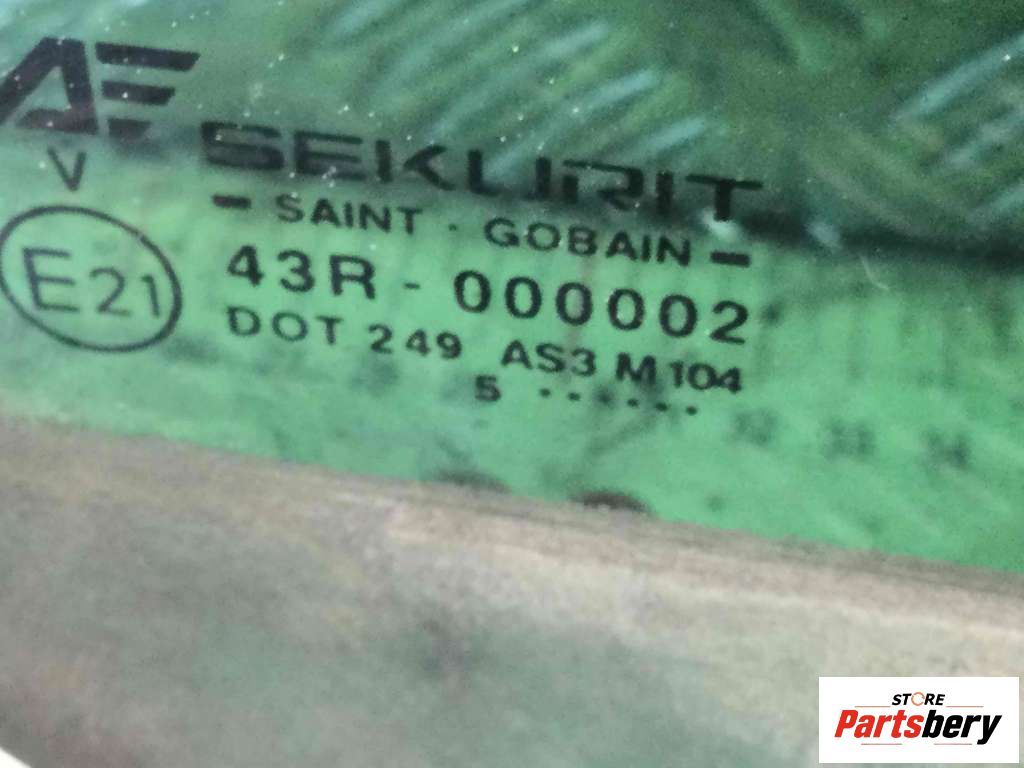 AE
V
SEKURIT
- SAINT · GOBAIN -
E21
43R - 000002
DOT 249 AS3 M104
5 ......
STORE
Partsbery